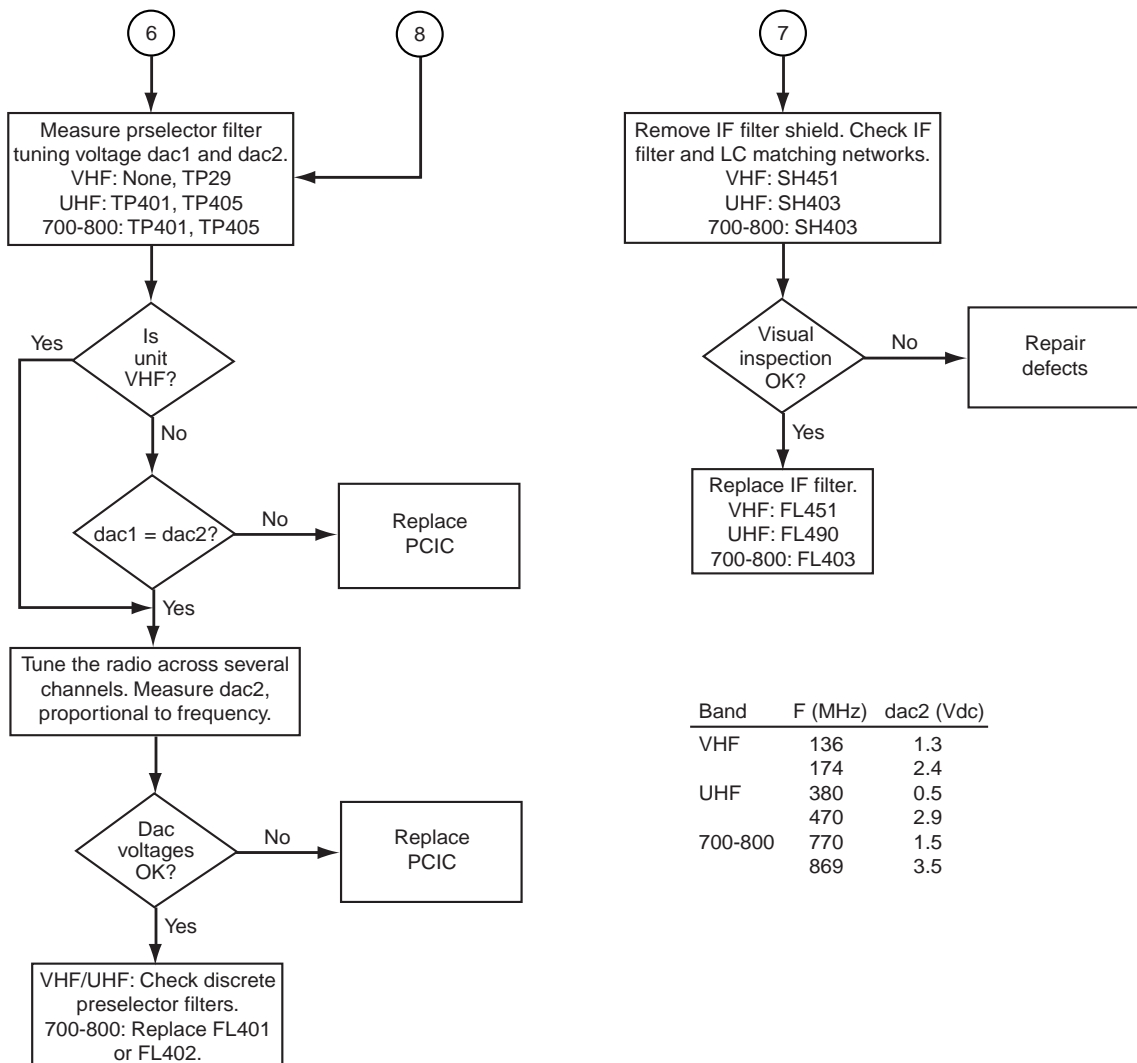 6
8
Measure prselector filter
tuning voltage dac1 and dac2.
VHF: None, TP29
UHF: TP401, TP405
700-800: TP401, TP405
Is
unit
VHF?
Yes
No
dac1 = dac2?
No
Replace
PCIC
Yes
Tune the radio across several
channels. Measure dac2,
proportional to frequency.
Dac
voltages
OK?
No
Replace
PCIC
Yes
VHF/UHF: Check discrete
preselector filters.
700-800: Replace FL401
or FL402.
7
Remove IF filter shield. Check IF
filter and LC matching networks.
VHF: SH451
UHF: SH403
700-800: SH403
Visual
inspection
OK?
No
Repair
defects
Yes
Replace IF filter.
VHF: FL451
UHF: FL490
700-800: FL403
Band F (MHz) dac2 (Vdc)
VHF 136 1.3
174 2.4
UHF 380 0.5
470 2.9
700-800 770 1.5
869 3.5